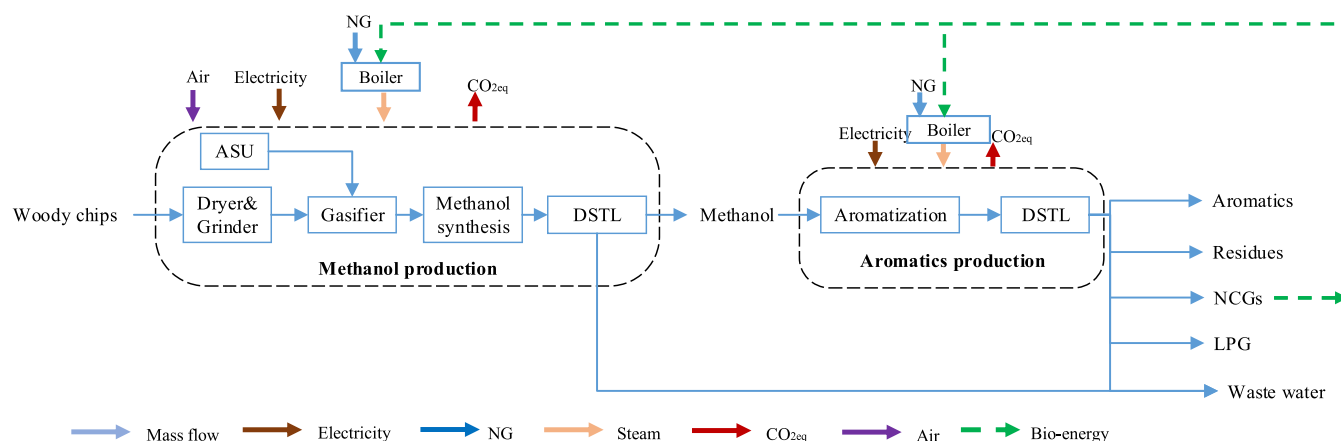 NG
Boiler
Air
Electricity
CO2eq
NG
Boiler
Electricity
CO2eq
ASU
Dryer&
Grinder
Gasifier
Methanol
synthesis
DSTL
Woody chips
Methanol
Aromatization
DSTL
Methanol production
Aromatics production
Aromatics
Residues
NCGs
LPG
Waste water
Mass flow
Electricity
NG
Steam
CO2eq
Air
Bio-energy